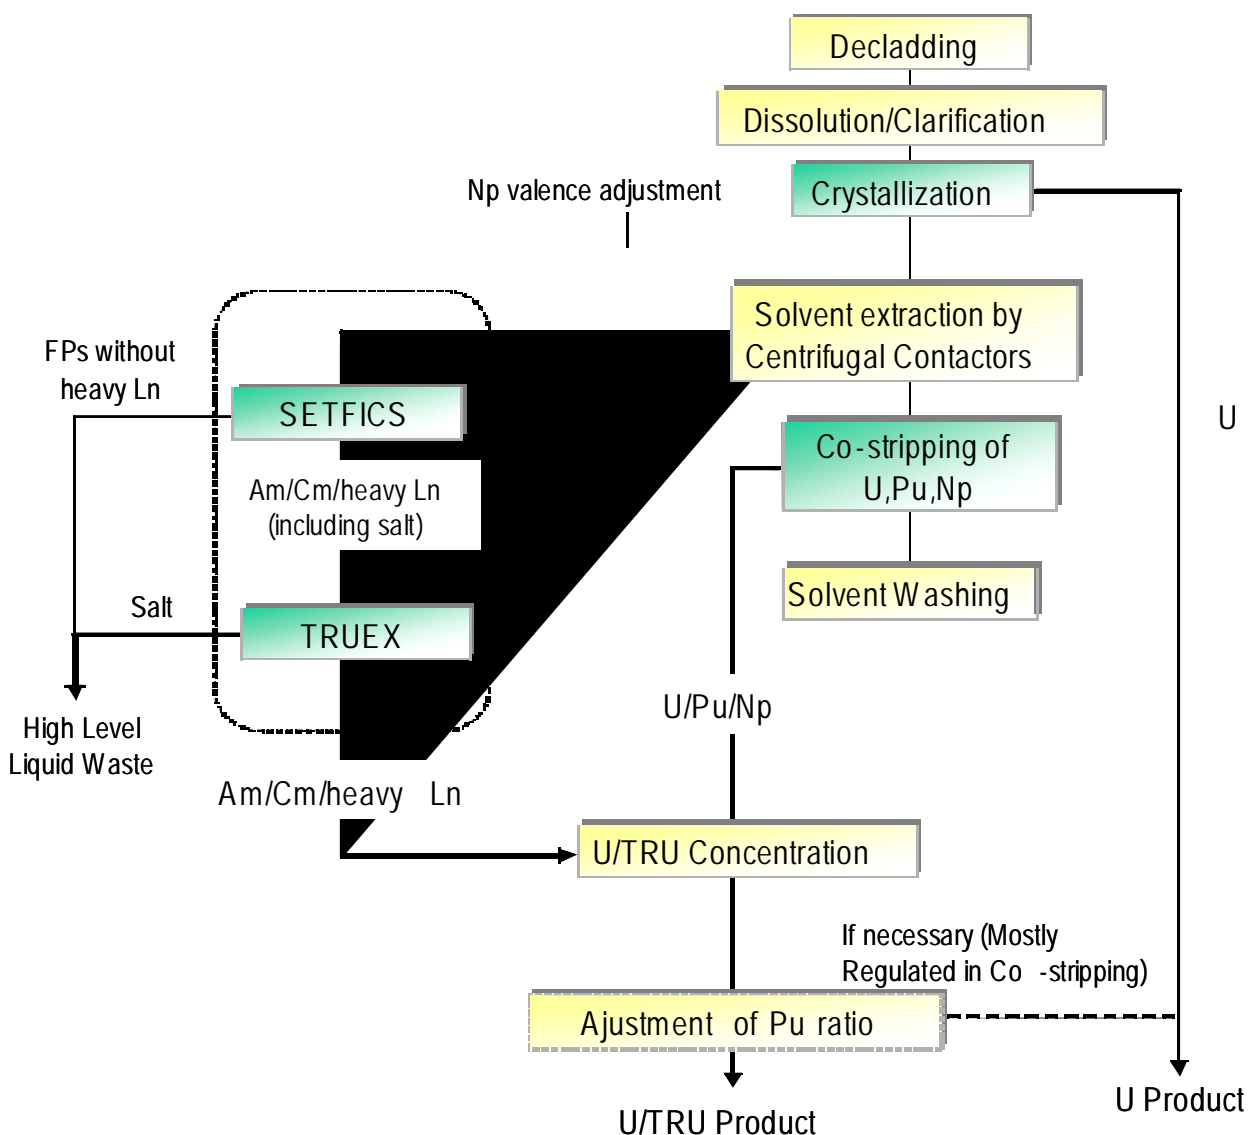 Decladding
Dissolution/Clarification
Np valence adjustment
Crystallization
Solvent extraction by
Centrifugal Contactors
FPs without
heavy Ln
SETFICS
U
Co-stripping of
U,Pu,Np
Am/Cm/heavy Ln
(including salt)
Solvent Washing
Salt
TRUEX
U/Pu/Np
High Level
Liquid Waste
Am/Cm/heavy Ln
U/TRU Concentration
If necessary (Mostly
Regulated in Co -stripping)
Ajustment of Pu ratio
U Product
U/TRU Product